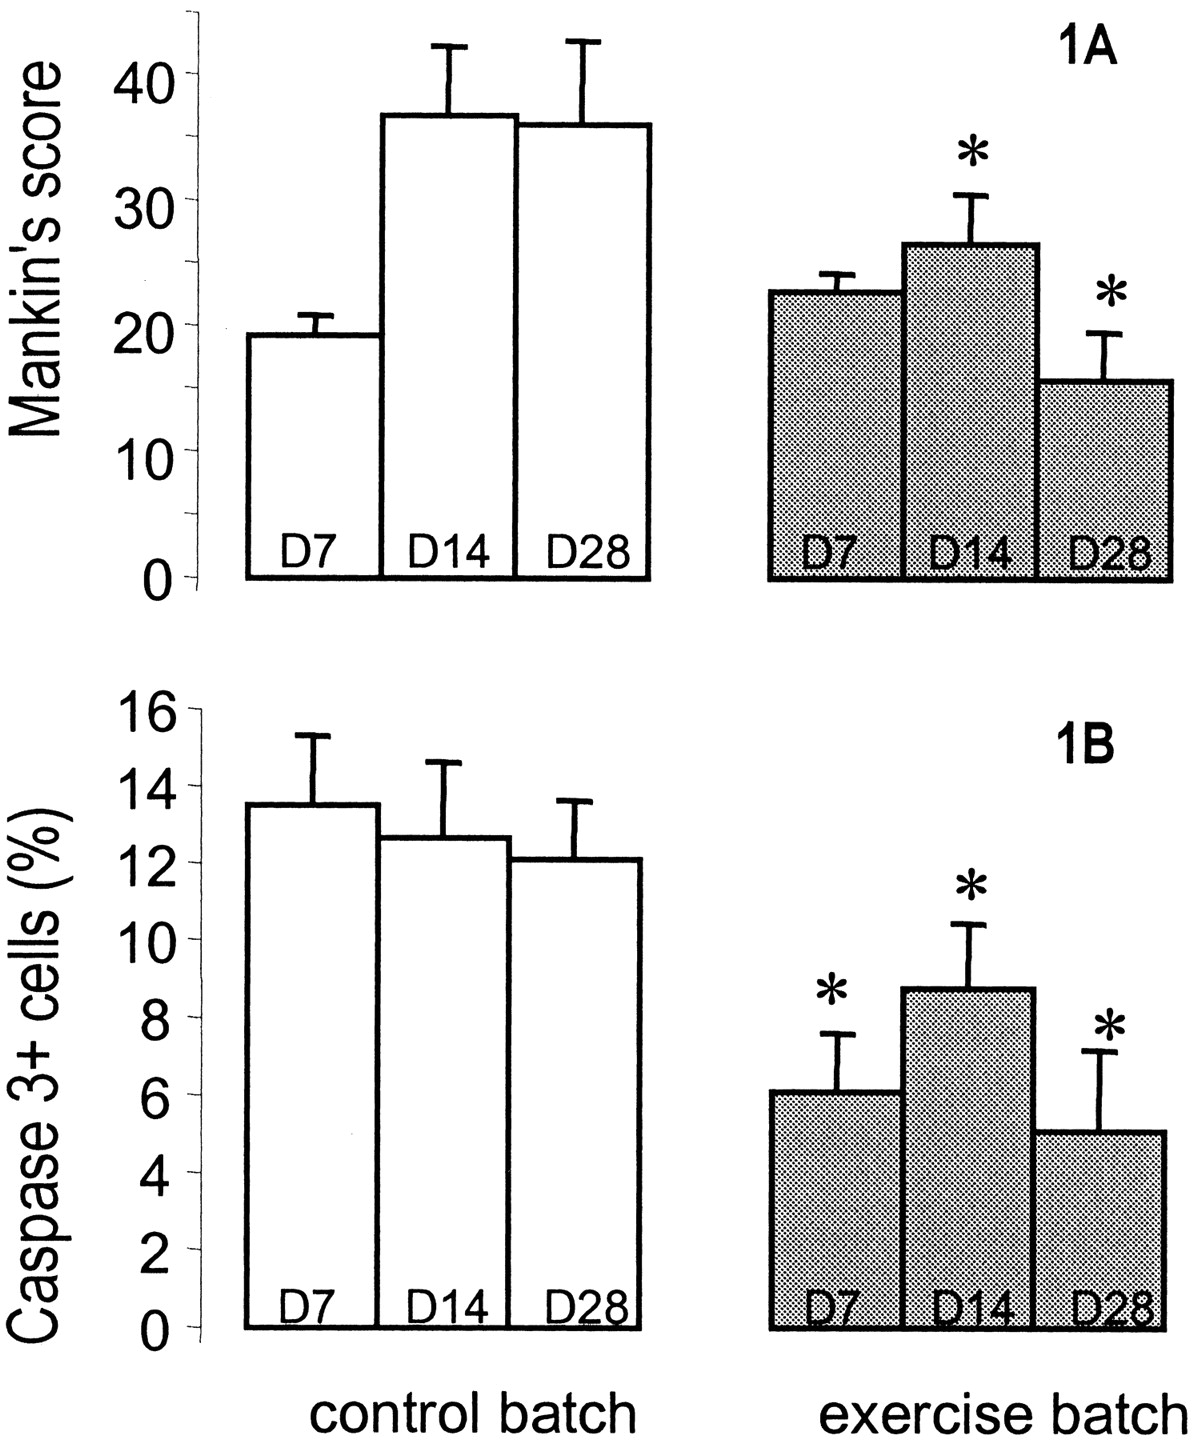 1A
Mankin's score
40
30
20
10
0
*
*
D7
D14
D28
D7
D14
D28
1B
Caspase 3+ cells (%)
16
14
12
10
8
6
4
2
0
*
*
*
D7
D14
D28
D7
D14
D28
control batch
exercise batch